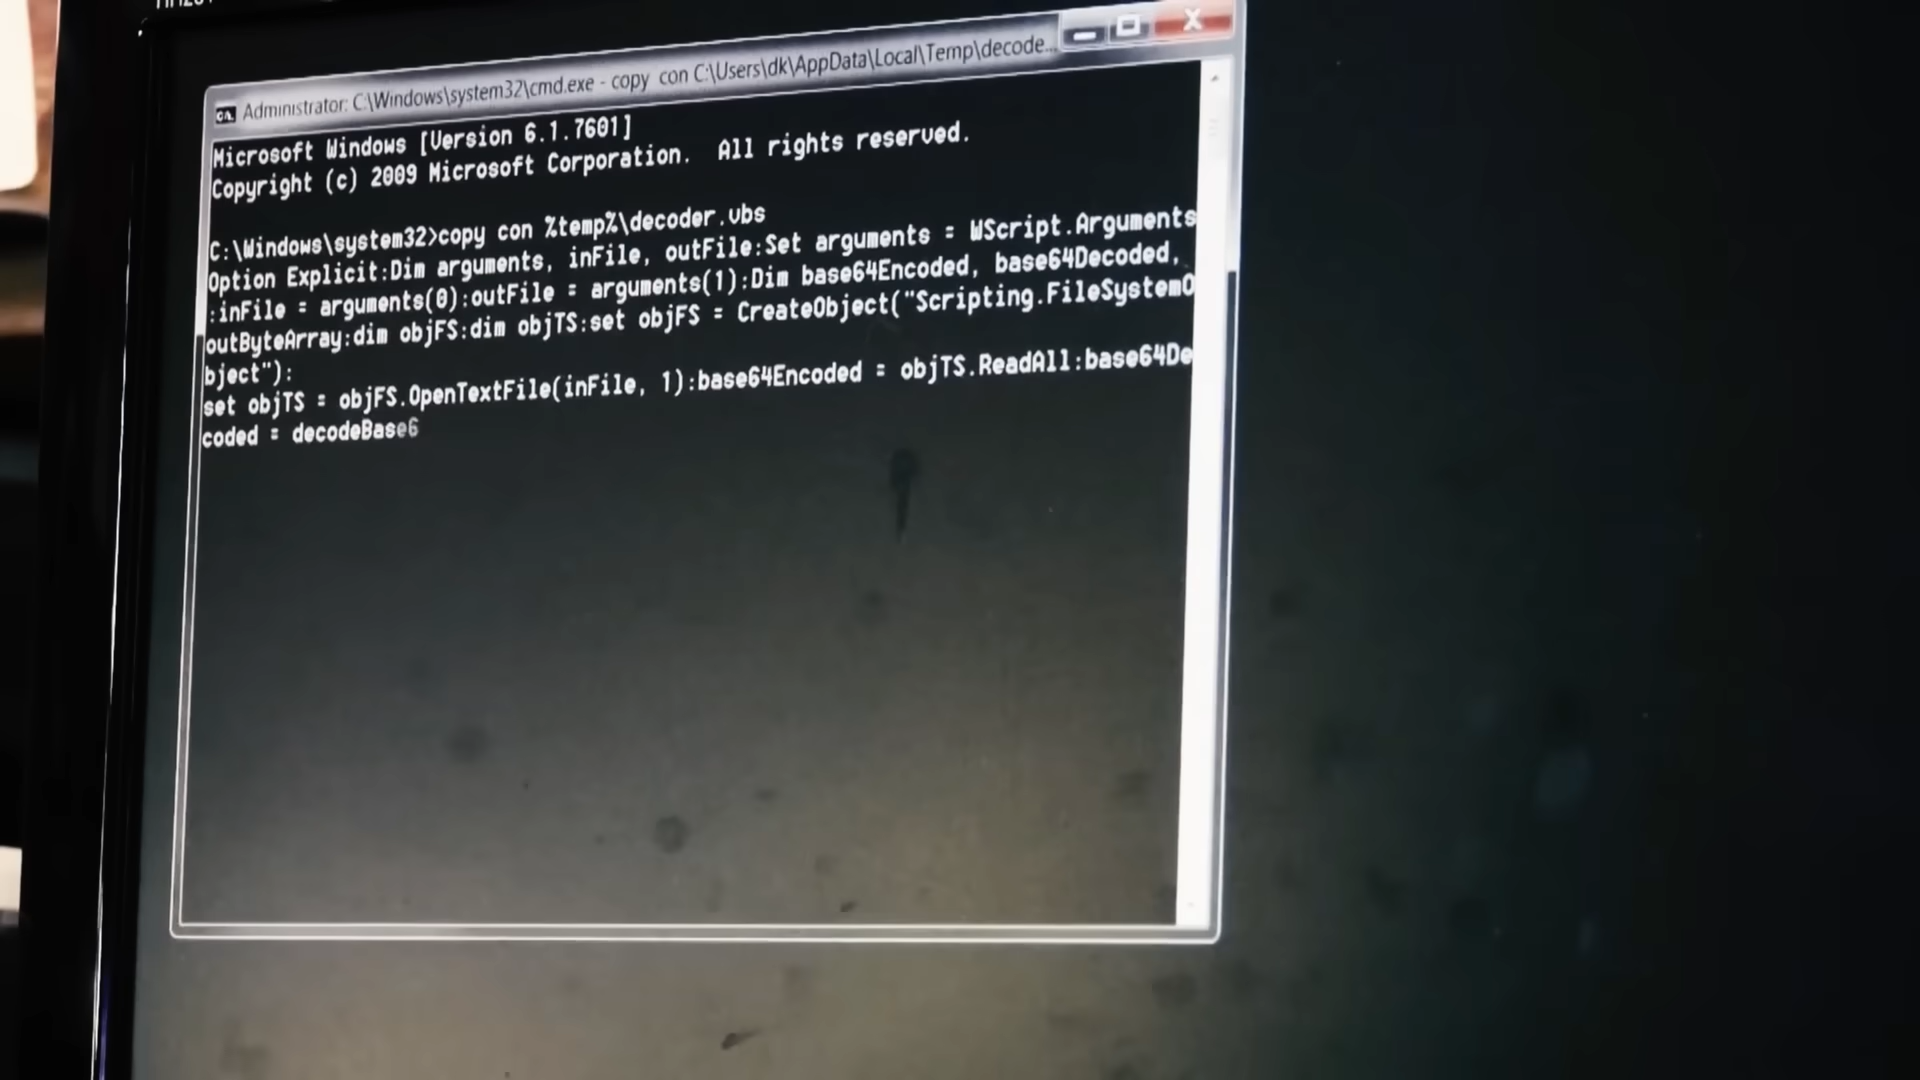 Administrator: C:\Windows\system32\cmd.exe - copy  con C:\Users\dk\AppData\Local\Temp\decode...
Microsoft Windows [Version 6.1.7601]
Copyright (c) 2009 Microsoft Corporation.  All rights reserved.
C:\Windows\system32>copy con %temp%\decoder.vbs
Option Explicit:Dim arguments, inFile, outFile:Set arguments = WScript.Arguments
:inFile = arguments(0):outFile = arguments(1):Dim base64Encoded, base64Decoded,
outByteArray:dim objFS:dim objTS:set objFS = CreateObject("Scripting.FileSystemO
bject"):
set objTS = objFS.OpenTextFile(inFile, 1):base64Encoded = objTS.ReadAll:base64De
coded = decodeBase6